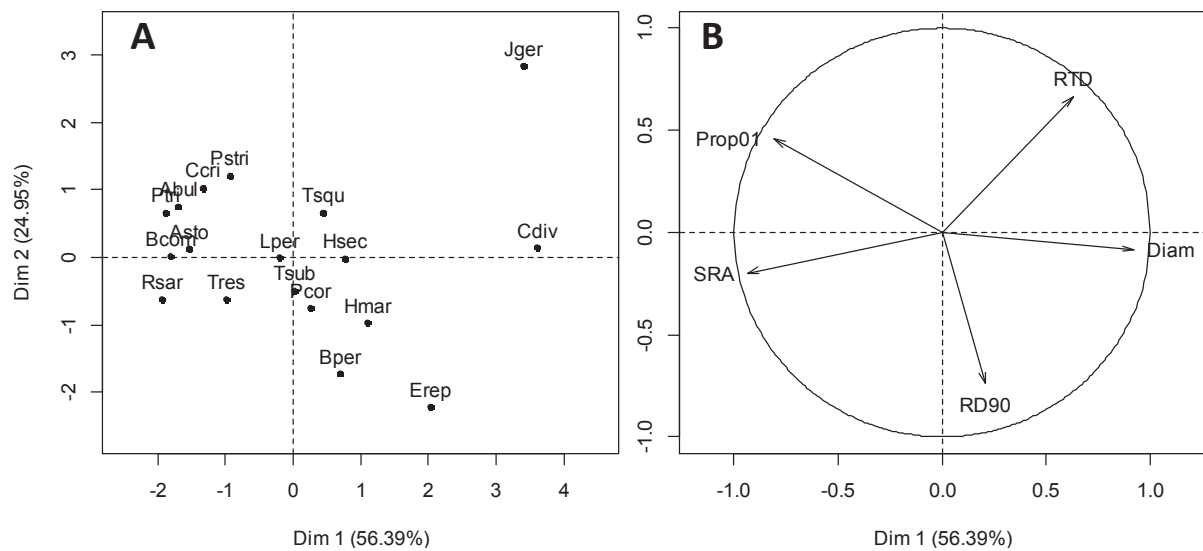 A
B
Dim 2 (24.95%)
3
2
1
0
-1
-2
Jger
Pstri
Ccri
Abul
Ptri
Tsqu
Asto
Bcom
Lper
Hsec
Cdiv
Tsub
Rsar
Tres
Pcor
Hmar
Bper
Erep
-2 -1 0 1 2 3 4
Dim 1 (56.39%)
1.0
0.5
0.0
-0.5
-1.0
RTD
Prop01
SRA
Diam
RD90
-1.0 -0.5 0.0 0.5 1.0
Dim 1 (56.39%)